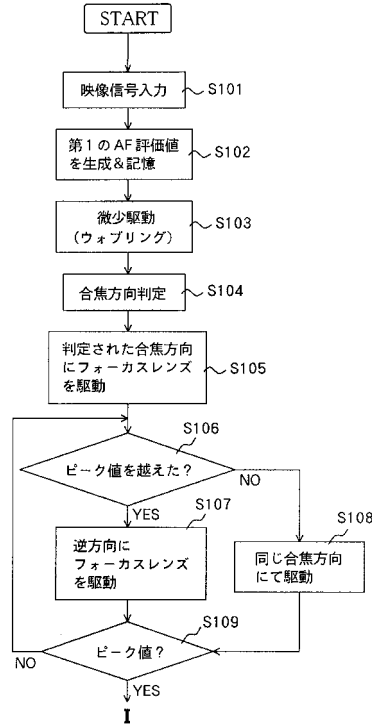 START
映像信号入力
S101
第1のAF評価値
を生成&記憶
S102
微少駆動
(ウォブリング)
S103
合焦方向判定
S104
判定された合焦方向
にフォーカスレンズ
を駆動
S105
S106
ピーク値を越えた?
NO
YES
S107
逆方向に
フォーカスレンズ
を駆動
S108
同じ合焦方向
にて駆動
S109
ピーク値?
NO
YES
I